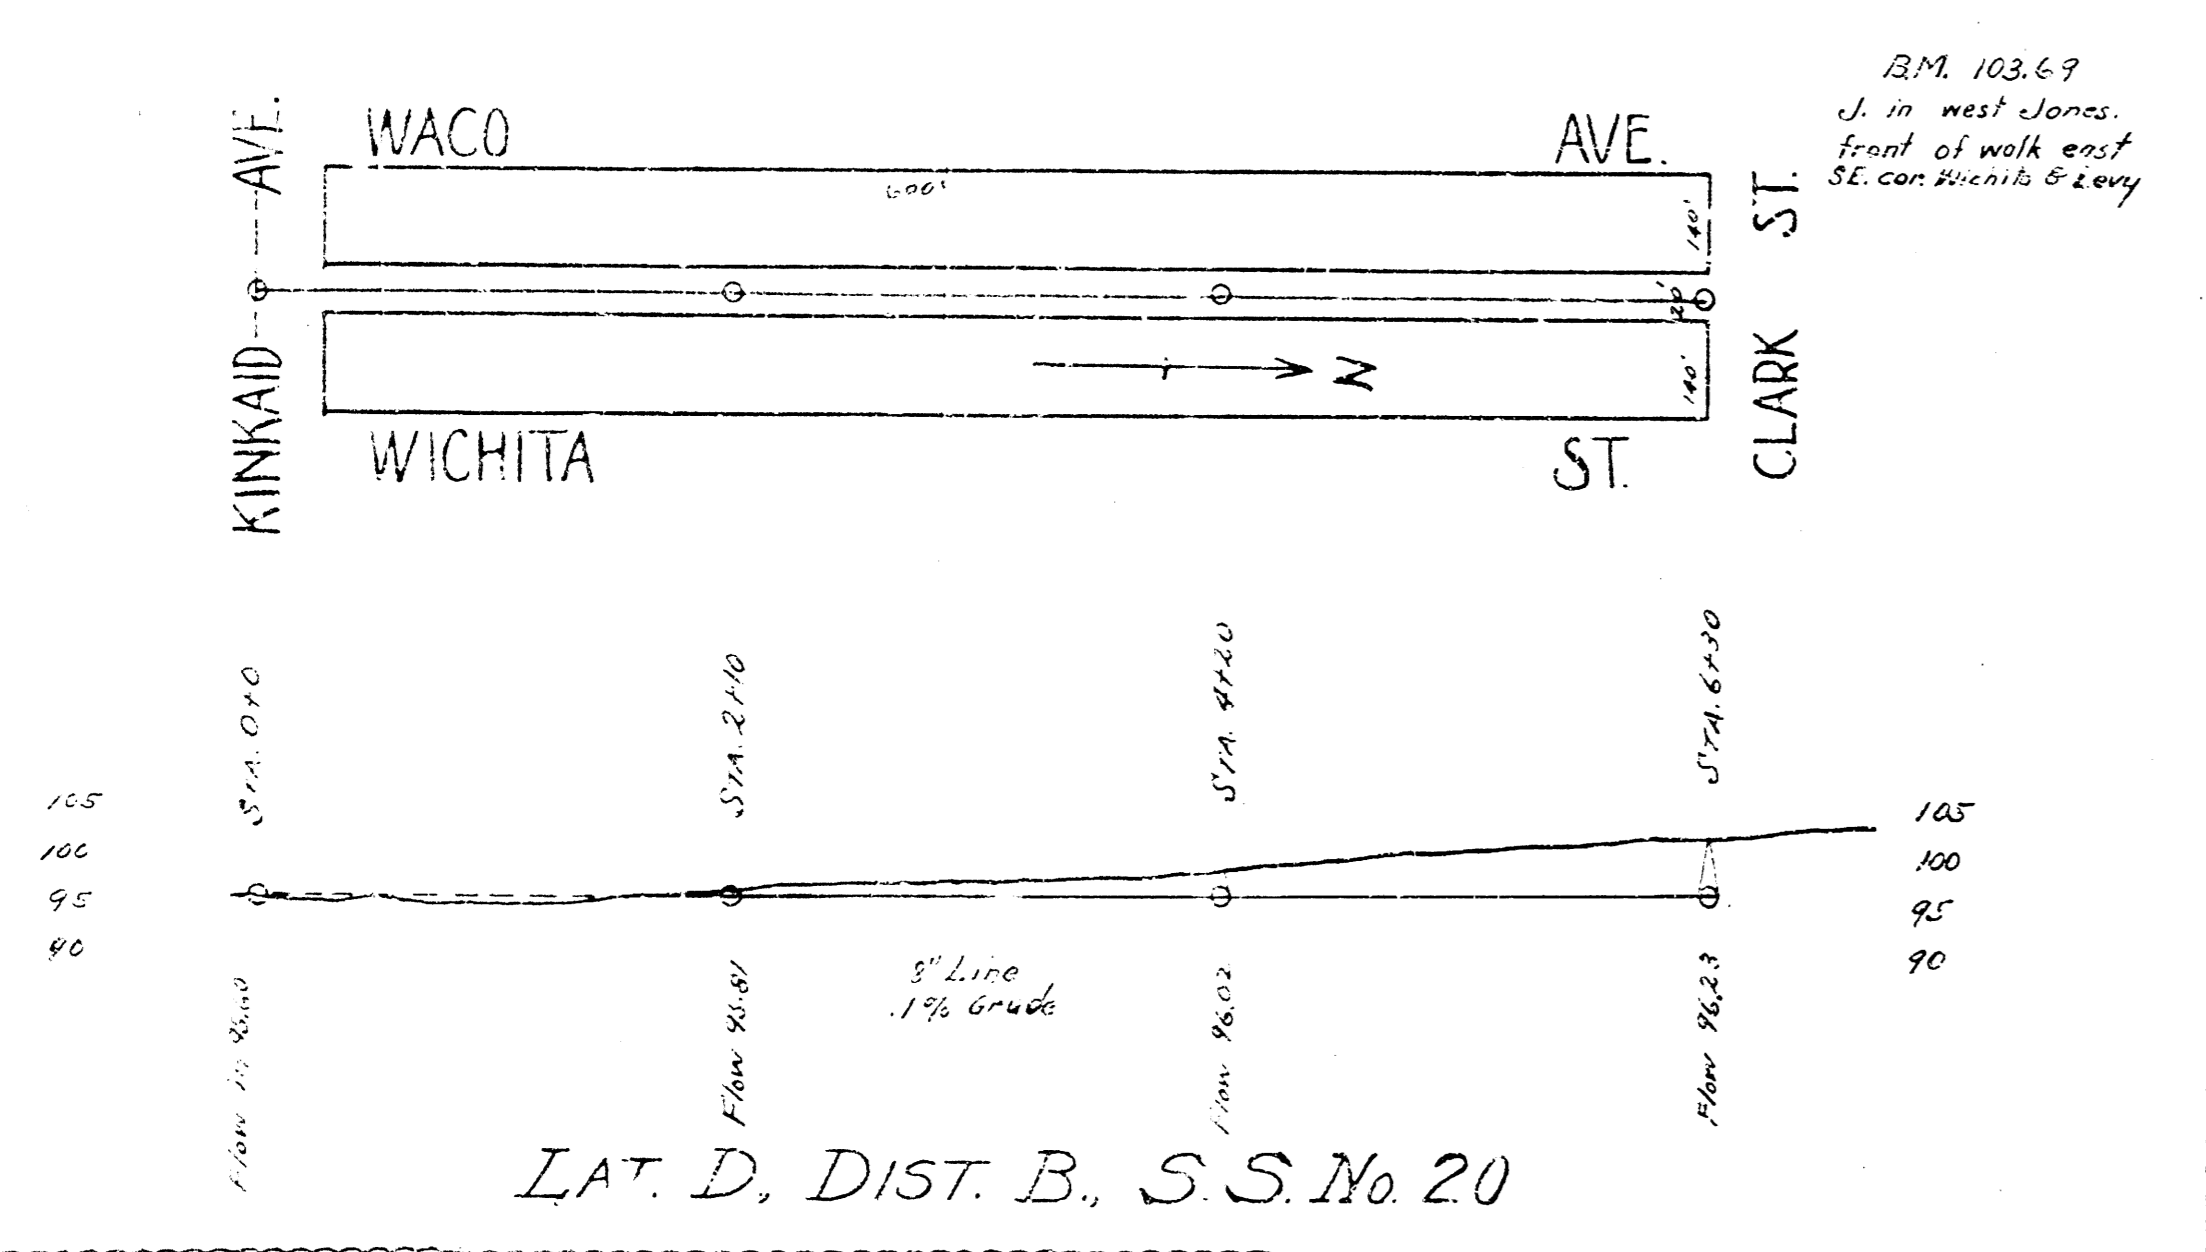 B.M. 103.69
J. in west Jones.
front of walk east
SE. cor. Wichita & Levy
WACO AVE.
KINKAID AVE.
600'
140'
20'
140'
N
CLARK ST.
WICHITA ST.
STA. 0+0
STA. 2+10
STA. 4+20
STA. 6+30
105
100
95
90
105
100
95
90
8" Line
.1% Grade
Flow 95.60
Flow 95.81
Flow 96.02
Flow 96.23
LAT. D, DIST. B., S.S. No. 20